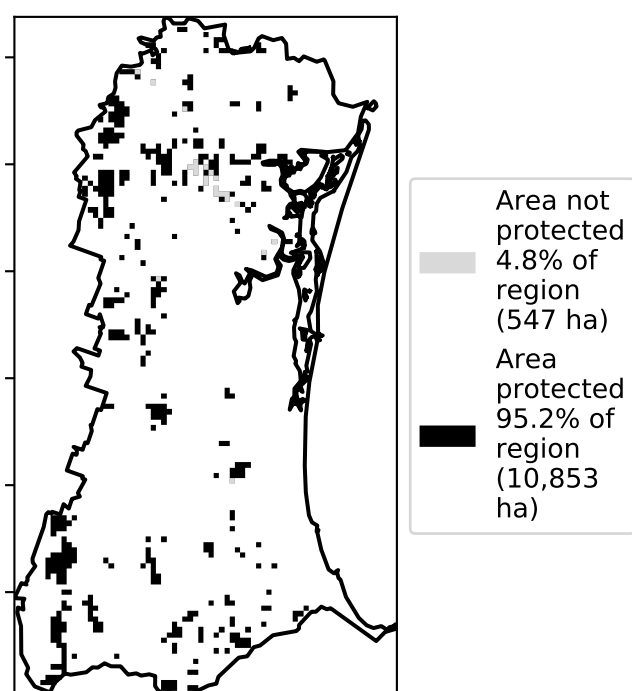 Area not
protected
4.8% of
region
(547 ha)
Area
protected
95.2% of
region
(10,853
ha)